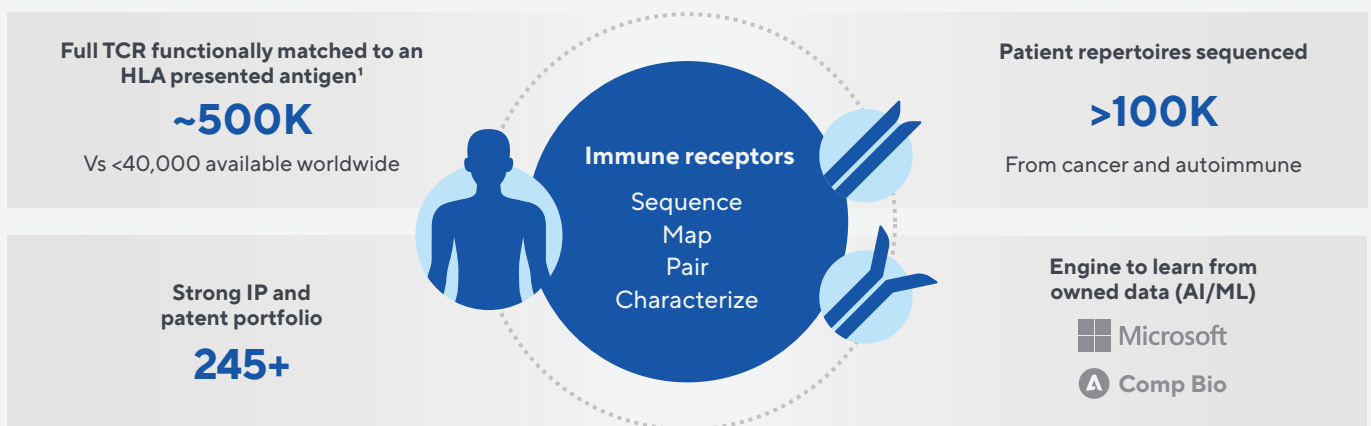 Full TCR functionally matched to an
HLA presented antigen¹
~500K
Vs <40,000 available worldwide
Strong IP and
patent portfolio
245+
Immune receptors
Sequence
Map
Pair
Characterize
Patient repertoires sequenced
>100K
From cancer and autoimmune
Engine to learn from
owned data (AI/ML)
Microsoft
A Comp Bio